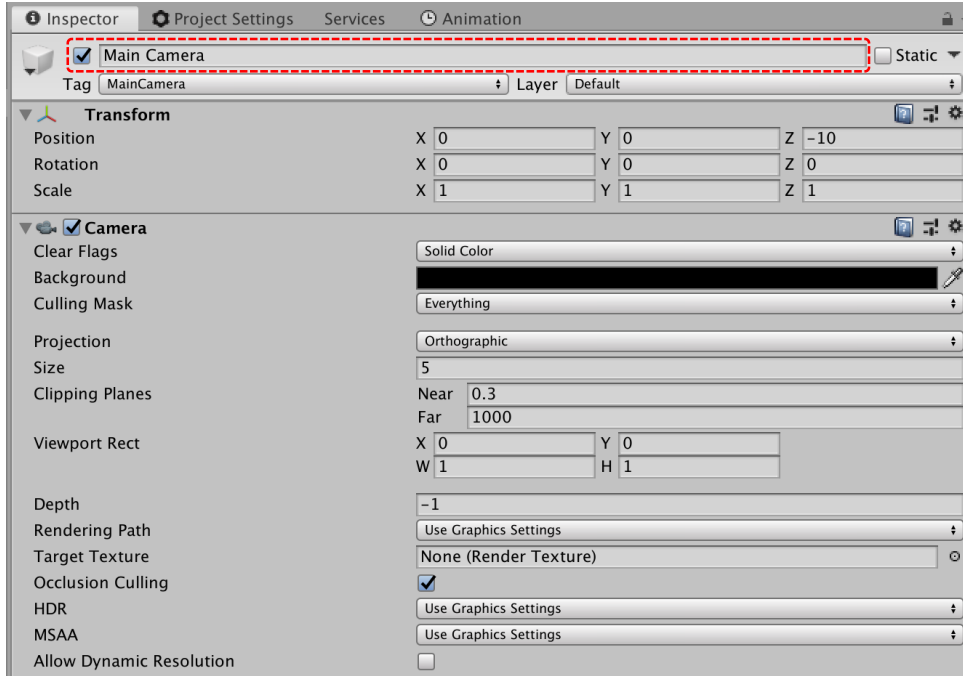 Inspector Project Settings Services Animation
Main Camera Static
Tag MainCamera Layer Default
Transform
Position X 0 Y 0 Z -10
Rotation X 0 Y 0 Z 0
Scale X 1 Y 1 Z 1
Camera
Clear Flags Solid Color
Background
Culling Mask Everything
Projection Orthographic
Size 5
Clipping Planes Near 0.3
Far 1000
Viewport Rect X 0 Y 0
W 1 H 1
Depth -1
Rendering Path Use Graphics Settings
Target Texture None (Render Texture)
Occlusion Culling
HDR Use Graphics Settings
MSAA Use Graphics Settings
Allow Dynamic Resolution